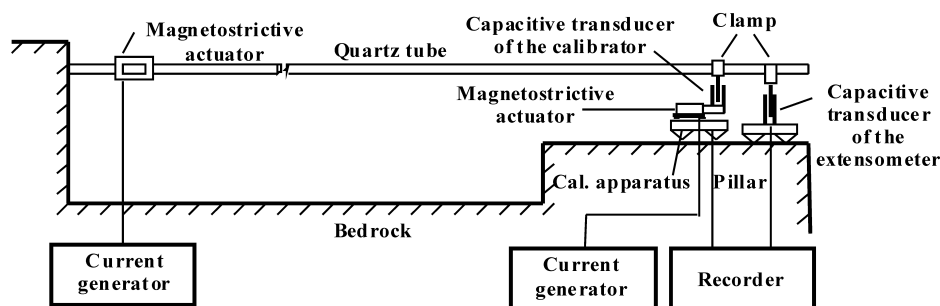 Magnetostrictive
actuator
Quartz tube
Capacitive transducer
of the calibrator
Clamp
Magnetostrictive
actuator
Capacitive
transducer
of the
extensometer
Cal. apparatus
Pillar
Bedrock
Current
generator
Current
generator
Recorder